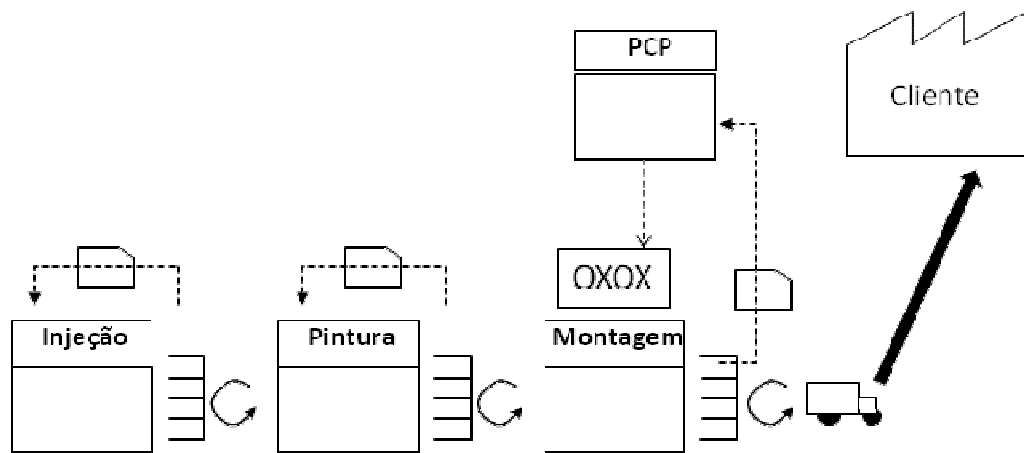 PCP
Cliente
OXOX
Injeção
Pintura
Montagem